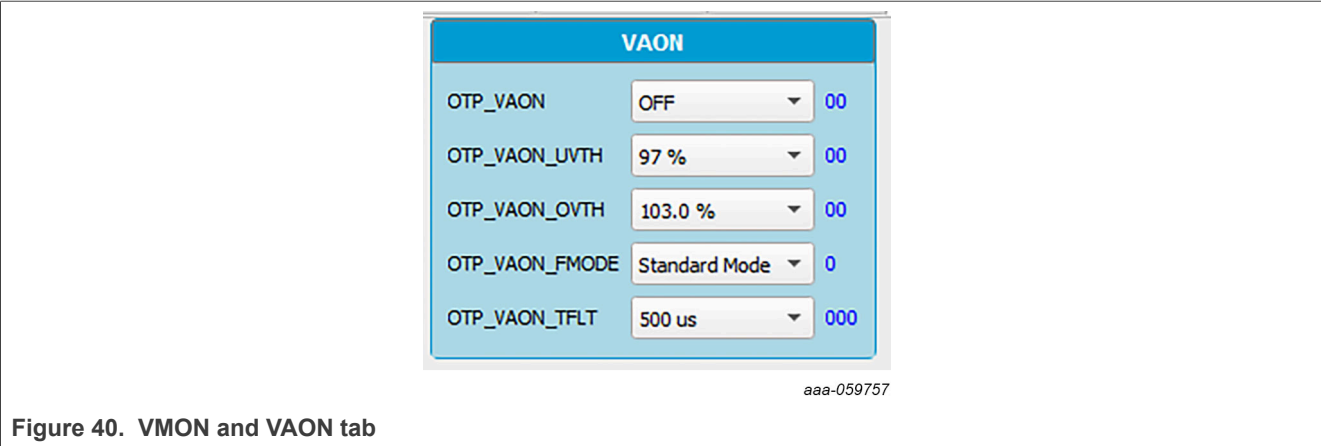 VAON
OTP_VAON OFF 00
OTP_VAON_UVTH 97 % 00
OTP_VAON_OVTH 103.0 % 00
OTP_VAON_FMODE Standard Mode 0
OTP_VAON_TFLT 500 us 000
aaa-059757
Figure 40. VMON and VAON tab